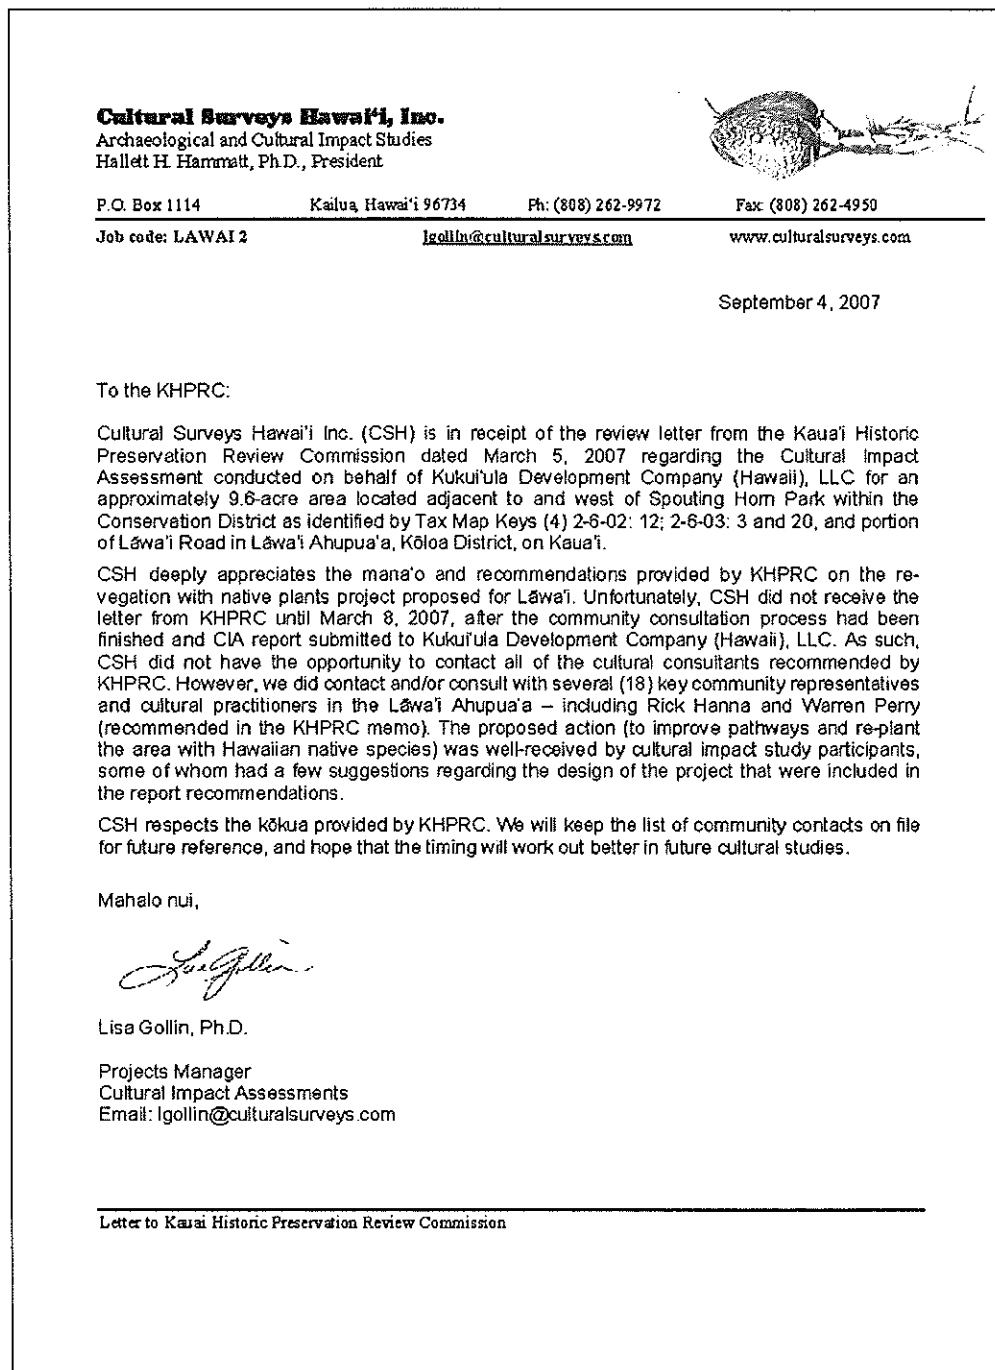 Cultural Surveys Hawai‘i, Inc.
Archaeological and Cultural Impact Studies
Hallett H. Hammatt, Ph.D., President
P.O. Box 1114 Kailua, Hawai‘i 96734 Ph: (808) 262-9972 Fax: (808) 262-4950
Job code: LAWAI 2 lgollin@culturalsurveys.com www.culturalsurveys.com
September 4, 2007
To the KHPRC:
Cultural Surveys Hawai'i Inc. (CSH) is in receipt of the review letter from the Kaua'i Historic
Preservation Review Commission dated March 5, 2007 regarding the Cultural Impact
Assessment conducted on behalf of Kukui'ula Development Company (Hawaii), LLC for an
approximately 9.6-acre area located adjacent to and west of Spouting Horn Park within the
Conservation District as identified by Tax Map Keys (4) 2-6-02: 12; 2-6-03: 3 and 20, and portion
of Lāwa'i Road in Lāwa'i Ahupua'a, Kōloa District, on Kaua'i.
CSH deeply appreciates the mana'o and recommendations provided by KHPRC on the re-
vegation with native plants project proposed for Lāwa'i. Unfortunately, CSH did not receive the
letter from KHPRC until March 8, 2007, after the community consultation process had been
finished and CIA report submitted to Kukui'ula Development Company (Hawaii), LLC. As such,
CSH did not have the opportunity to contact all of the cultural consultants recommended by
KHPRC. However, we did contact and/or consult with several (18) key community representatives
and cultural practitioners in the Lāwa'i Ahupua'a – including Rick Hanna and Warren Perry
(recommended in the KHPRC memo). The proposed action (to improve pathways and re-plant
the area with Hawaiian native species) was well-received by cultural impact study participants,
some of whom had a few suggestions regarding the design of the project that were included in
the report recommendations.
CSH respects the kōkua provided by KHPRC. We will keep the list of community contacts on file
for future reference, and hope that the timing will work out better in future cultural studies.
Mahalo nui,
Lisa Gollin
Lisa Gollin, Ph.D.
Projects Manager
Cultural Impact Assessments
Email: lgollin@culturalsurveys.com
Letter to Kauai Historic Preservation Review Commission